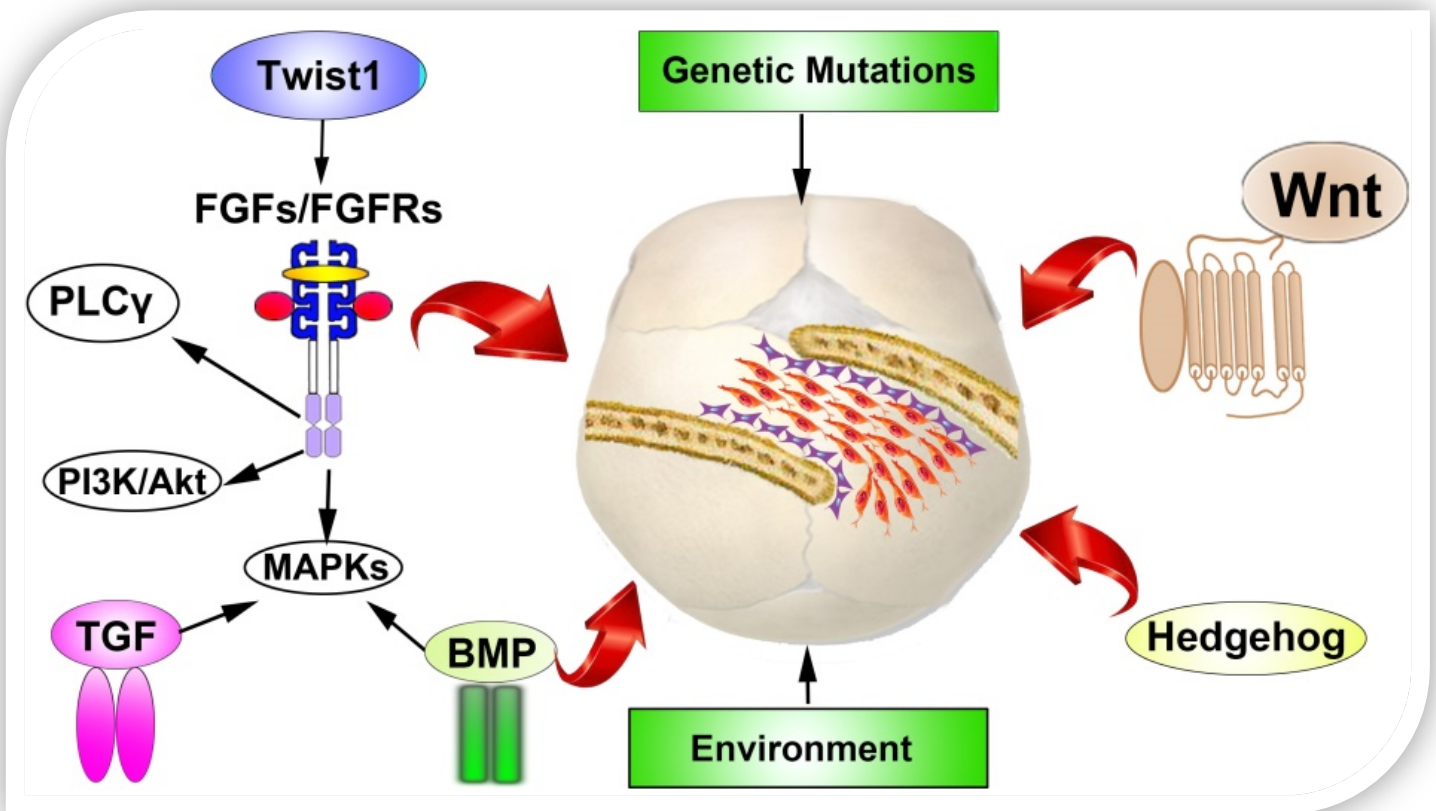 Twist1
Genetic Mutations
FGFs/FGFRs
Wnt
PLCγ
PI3K/Akt
MAPKs
TGF
BMP
Hedgehog
Environment